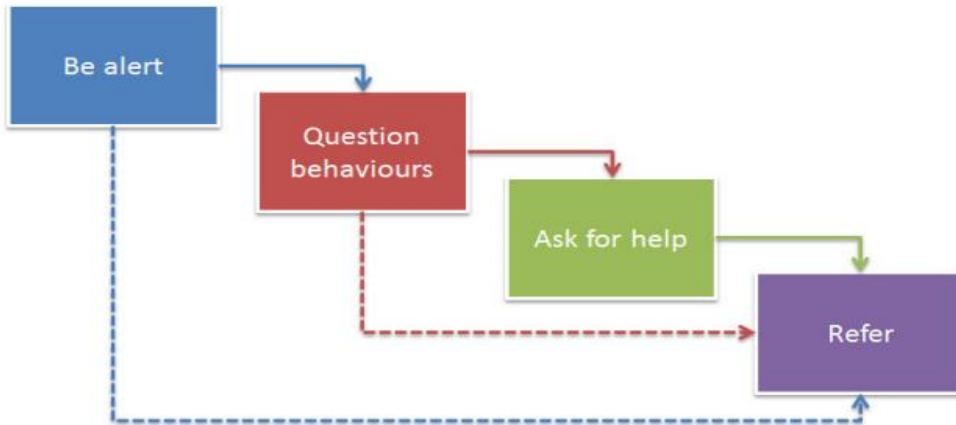 Be alert
Question
behaviours
Ask for help
Refer